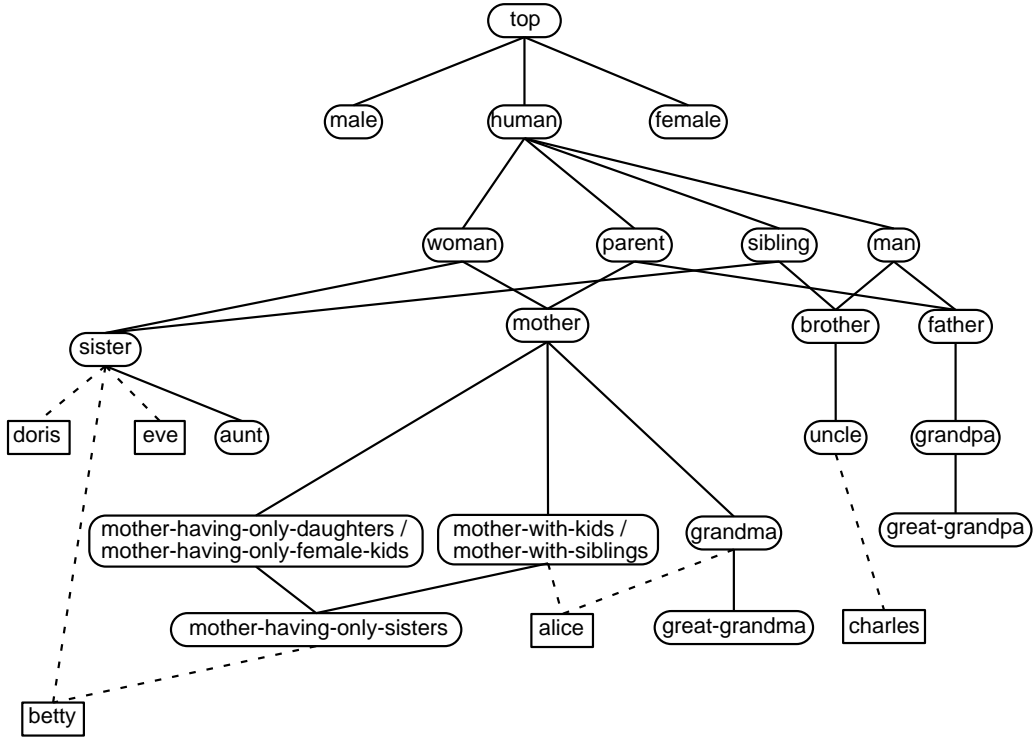 top
male
human
female
woman
parent
sibling
man
mother
brother
father
sister
doris
eve
aunt
uncle
grandpa
mother-having-only-daughters /
mother-having-only-female-kids
mother-with-kids /
mother-with-siblings
grandma
great-grandpa
mother-having-only-sisters
alice
great-grandma
charles
betty